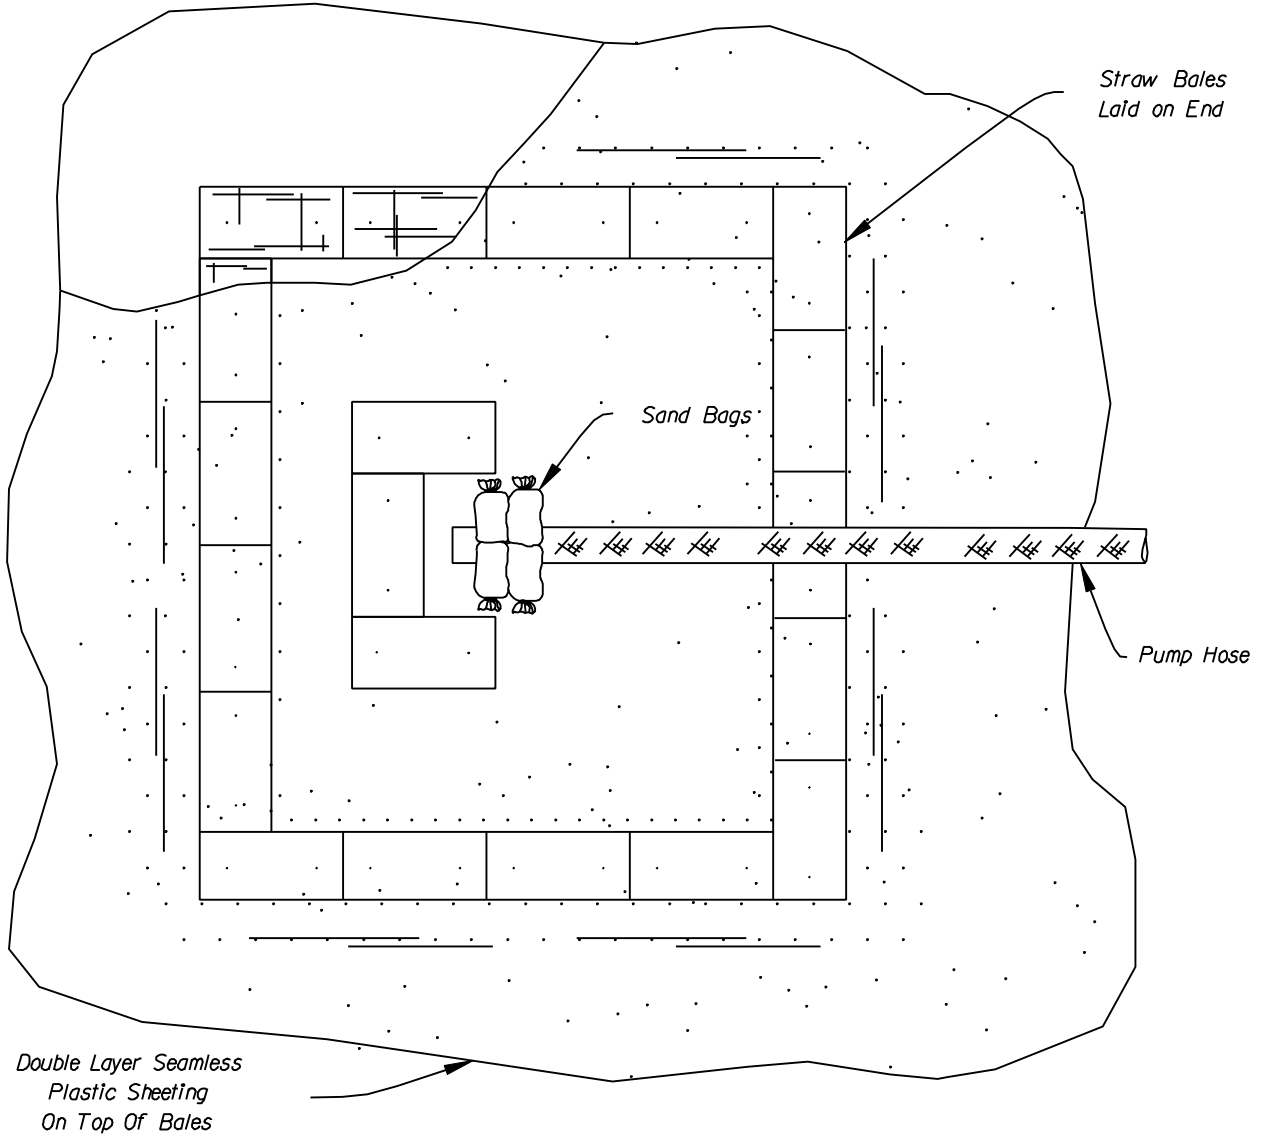 Straw Bales
Laid on End
Sand Bags
Pump Hose
Double Layer Seamless
Plastic Sheeting
On Top Of Bales